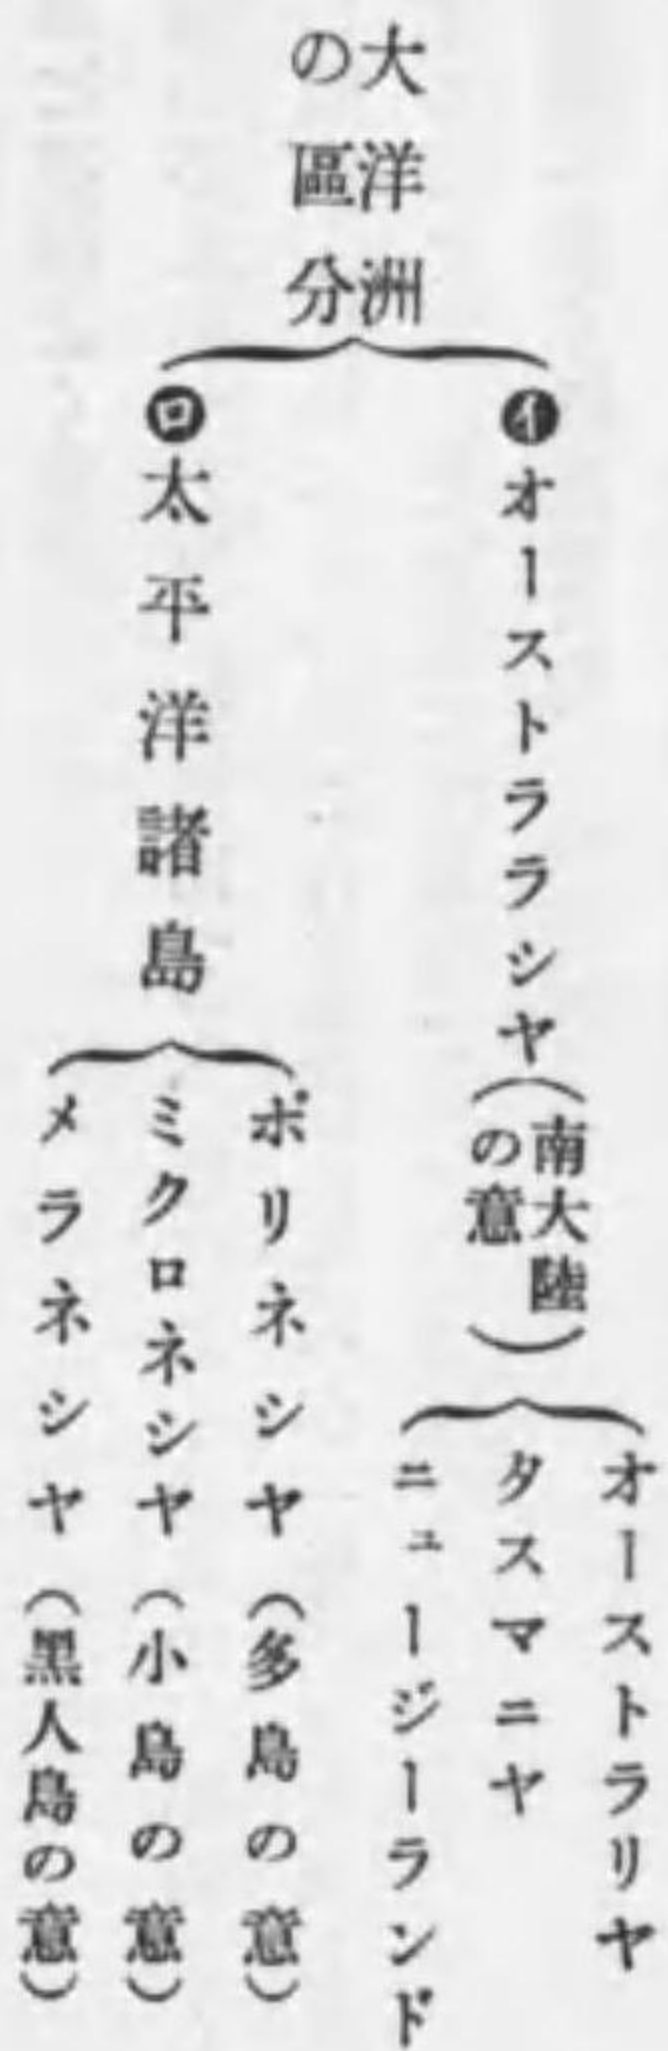 大洋洲
の區分
イ オーストララシヤ(南大陸の意)
オーストラリヤ
タスマニヤ
ニュージーランド
ロ 太平洋諸島
ポリネシヤ(多島の意)
ミクロネシヤ(小島の意)
メラネシヤ(黒人島の意)